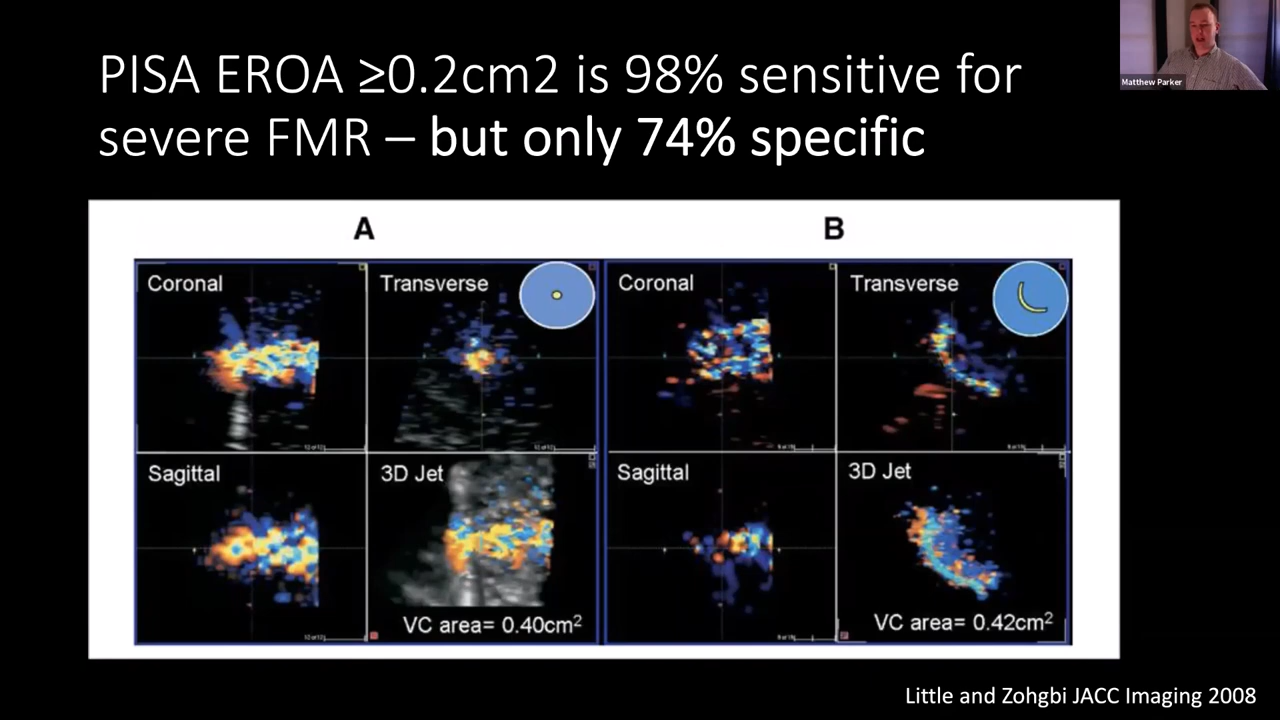 PISA EROA ≥0.2cm2 is 98% sensitive for
severe FMR – but only 74% specific
Matthew Parker
A
B
Coronal
Transverse
Coronal
Transverse
Sagittal
3D Jet
VC area= 0.40cm²
Sagittal
3D Jet
VC area= 0.42cm²
Little and Zohgbi JACC Imaging 2008